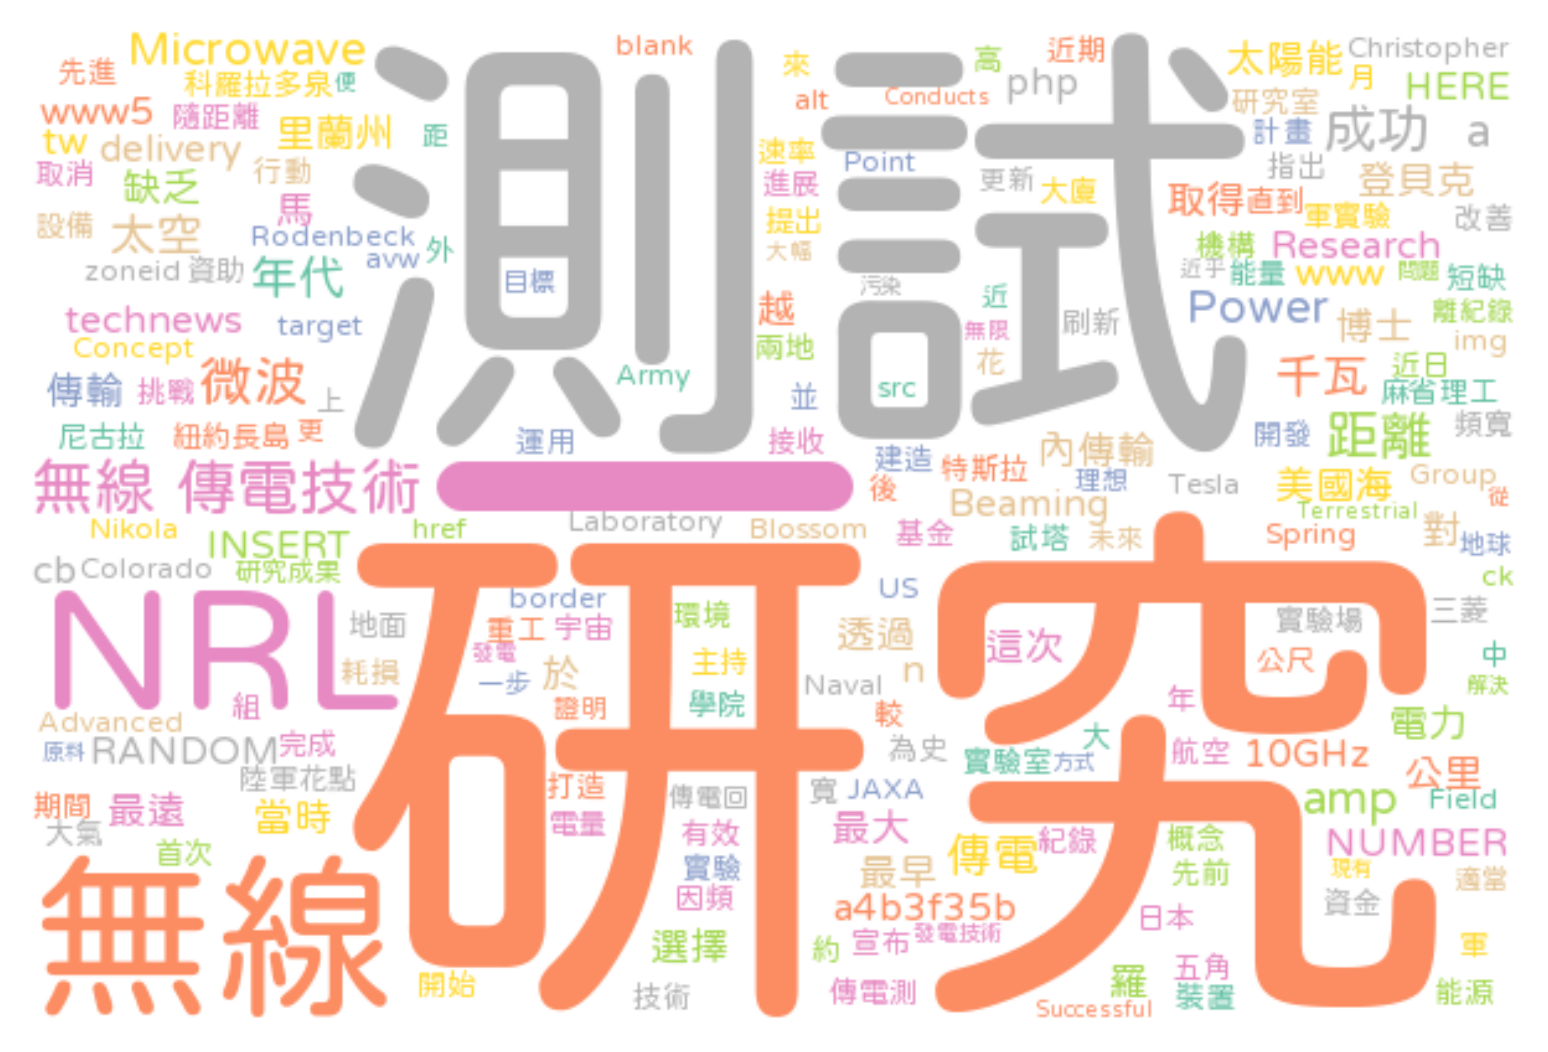 測試
研究
無線
NRL
一
無線 傳電技術
Microwave
blank
來
高
近期
太陽能
Christopher
先進
科羅拉多泉
便
alt
Conducts
php
月
HERE
www5
隨距離
里蘭州
距
研究室
計畫
成功
a
tw
delivery
速率
Point
指出
取消
缺乏
行動
進展
更新
大廈
登貝克
取得
直到
馬
設備
太空
提出
軍實驗
改善
Rodenbeck
外
大幅
機構
Research
zoneid
資助
年代
avw
目標
污染
近乎
能量
www
問題
短缺
近
越
Power
博士
離紀錄
technews
target
無限
刷新
Concept
兩地
花
img
傳輸
挑戰
微波
上
Army
src
千瓦
近日
並
麻省理工
尼古拉
紐約長島
更
運用
接收
開發
距離
頻寬
建造
特斯拉
內傳輸
理想
後
Tesla
美國海
Group
從
Beaming
Terrestrial
Nikola
href
Laboratory
Blossom
基金
試塔
未來
Spring
對
地球
INSERT
cb
Colorado
研究成果
US
ck
border
地面
重工
宇宙
環境
透過
這次
實驗場
三菱
發電
耗損
一步
於
主持
n
公尺
中
Naval
解決
組
證明
學院
較
年
Advanced
電力
原料
RANDOM
完成
為史
大
實驗室
方式
航空
10GHz
陸軍花點
打造
傳電回
寬
JAXA
公里
期間
最遠
當時
amp
Field
大氣
電量
有效
最大
首次
傳電
紀錄
概念
NUMBER
實驗
最早
先前
現有
適當
因頻
a4b3f35b
日本
資金
選擇
約
宣布
發電技術
軍
開始
技術
傳電測
羅
五角
裝置
能源
Successful